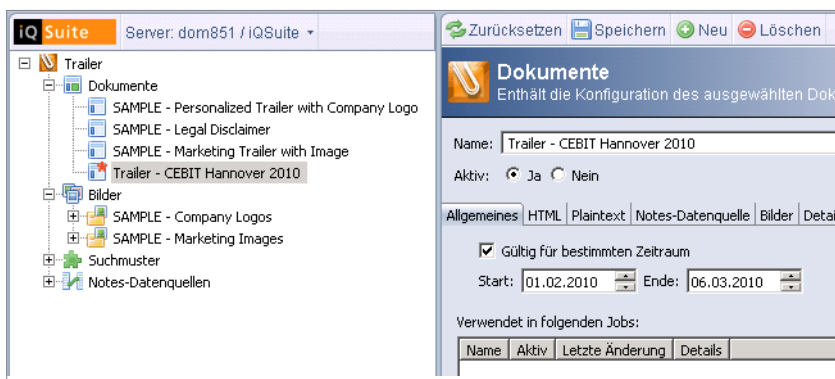 iQ Suite
Server: dom851 / iQSuite
Trailer
Dokumente
SAMPLE - Personalized Trailer with Company Logo
SAMPLE - Legal Disclaimer
SAMPLE - Marketing Trailer with Image
Trailer - CEBIT Hannover 2010
Bilder
SAMPLE - Company Logos
SAMPLE - Marketing Images
Suchmuster
Notes-Datenquellen
Zurücksetzen Speichern Neu Löschen
Dokumente
Enthält die Konfiguration des ausgewählten Dok
Name: Trailer - CEBIT Hannover 2010
Aktiv: Ja Nein
Allgemeines HTML Plaintext Notes-Datenquelle Bilder Detai
Gültig für bestimmten Zeitraum
Start: 01.02.2010 Ende: 06.03.2010
Verwendet in folgenden Jobs:
Name Aktiv Letzte Änderung Details